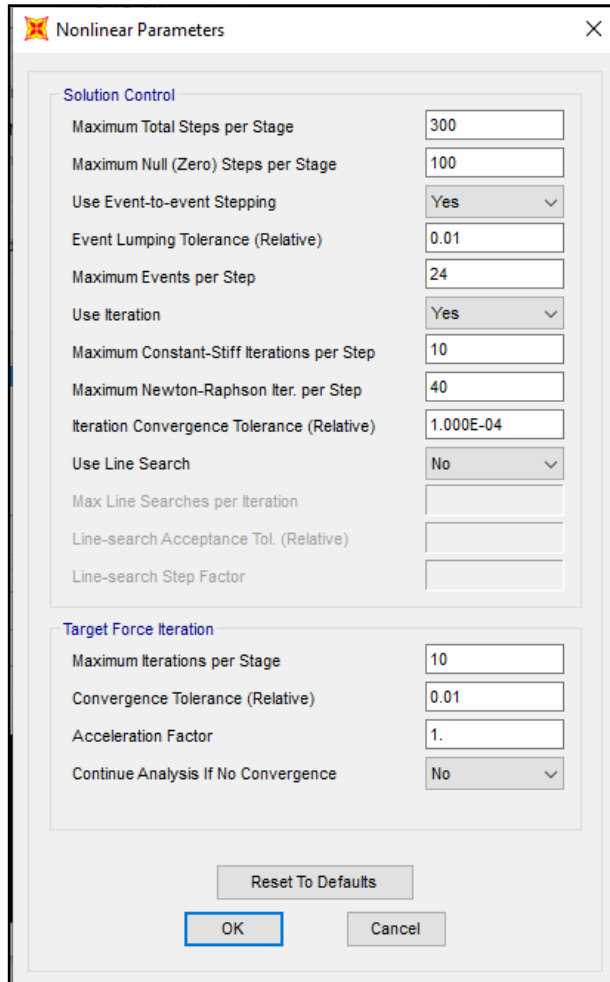 Nonlinear Parameters
Solution Control
Maximum Total Steps per Stage 300
Maximum Null (Zero) Steps per Stage 100
Use Event-to-event Stepping Yes
Event Lumping Tolerance (Relative) 0.01
Maximum Events per Step 24
Use Iteration Yes
Maximum Constant-Stiff Iterations per Step 10
Maximum Newton-Raphson Iter. per Step 40
Iteration Convergence Tolerance (Relative) 1.000E-04
Use Line Search No
Max Line Searches per Iteration
Line-search Acceptance Tol. (Relative)
Line-search Step Factor
Target Force Iteration
Maximum Iterations per Stage 10
Convergence Tolerance (Relative) 0.01
Acceleration Factor 1.
Continue Analysis If No Convergence No
Reset To Defaults
OK Cancel